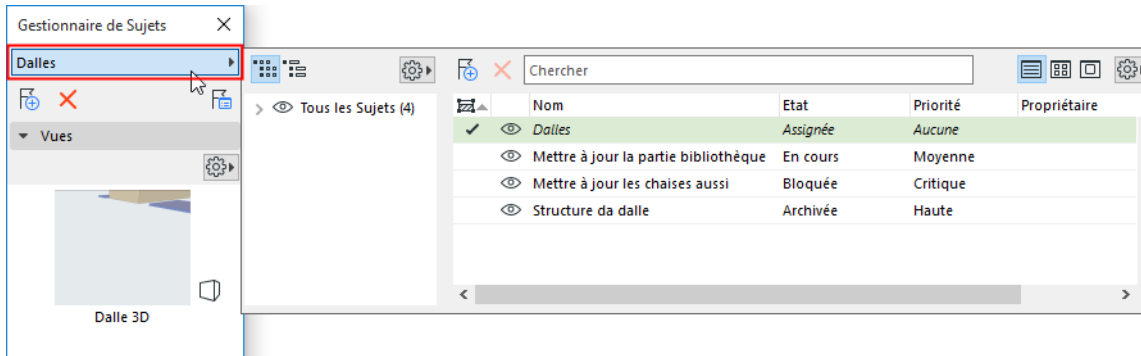 Gestionnaire de Sujets
Dalles
Vues
Dalle 3D
Tous les Sujets (4)
Chercher
Nom Etat Priorité Propriétaire
Dalles Assignée Aucune
Mettre à jour la partie bibliothèque En cours Moyenne
Mettre à jour les chaises aussi Bloquée Critique
Structure da dalle Archivée Haute